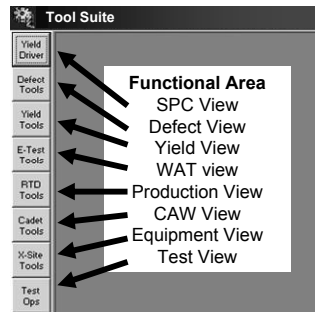 Tool Suite
Yield
Driver
Defect
Tools
Yield
Tools
E-Test
Tools
RTD
Tools
Cadet
Tools
X-Site
Tools
Test
Ops
Functional Area
SPC View
Defect View
Yield View
WAT view
Production View
CAW View
Equipment View
Test View